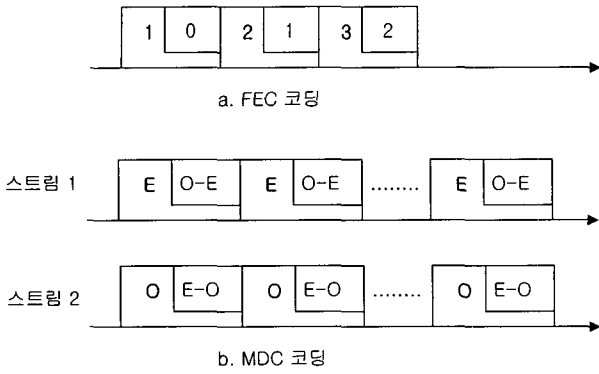 1 0 2 1 3 2
a. FEC 코딩
스트림 1 E O-E E O-E ........ E O-E
스트림 2 O E-O O E-O ........ O E-O
b. MDC 코딩